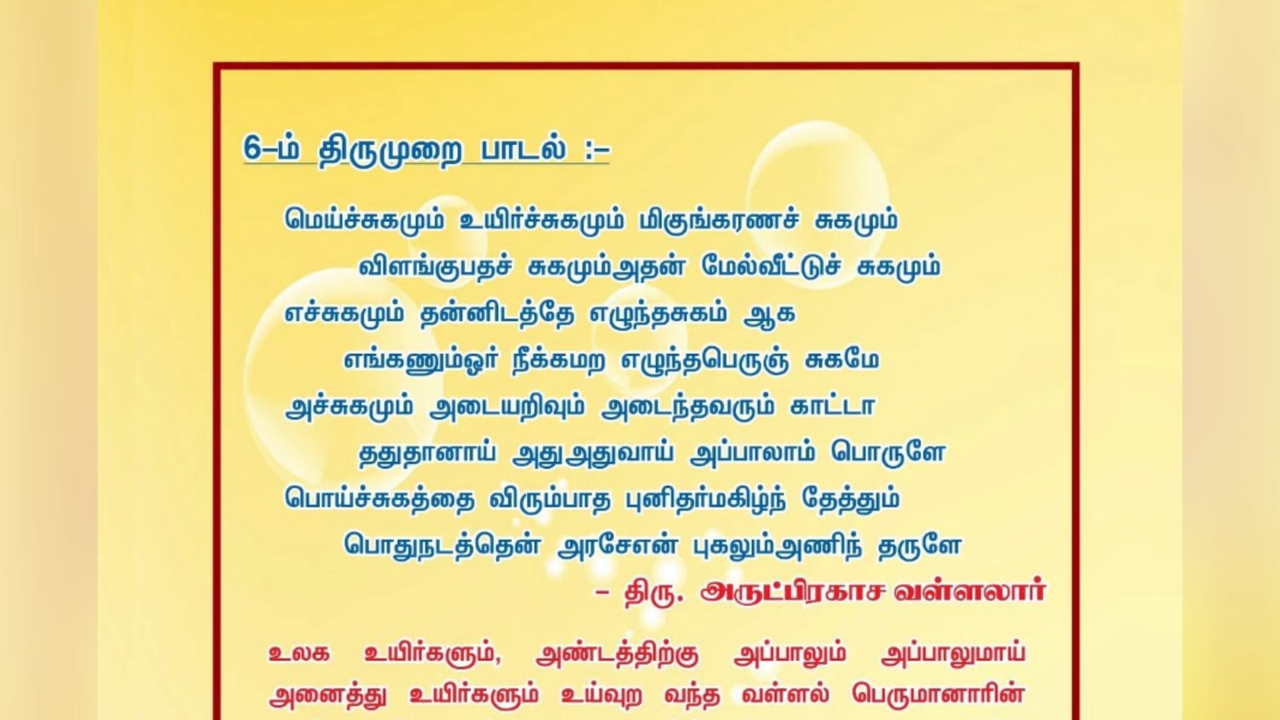 6–ம் திருமுறை பாடல் :–
மெய்ச்சுகமும் உயிர்ச்சுகமும் மிகுங்கரணச் சுகமும்
விளங்குபதச் சுகமும்அதன் மேல்வீட்டுச் சுகமும்
எச்சுகமும் தன்னிடத்தே எழுந்தசுகம் ஆக
எங்கணும்ஓர் நீக்கமற எழுந்தபெருஞ் சுகமே
அச்சுகமும் அடையறிவும் அடைந்தவரும் காட்டா
ததுதானாய் அதுஅதுவாய் அப்பாலாம் பொருளே
பொய்ச்சுகத்தை விரும்பாத புனிதர்மகிழ்ந் தேத்தும்
பொதுநடத்தென் அரசேஎன் புகலும்அணிந் தருளே
– திரு. அருட்பிரகாச வள்ளலார்
உலக உயிர்களும், அண்டத்திற்கு அப்பாலும் அப்பாலுமாய்
அனைத்து உயிர்களும் உய்வுற வந்த வள்ளல் பெருமானாரின்